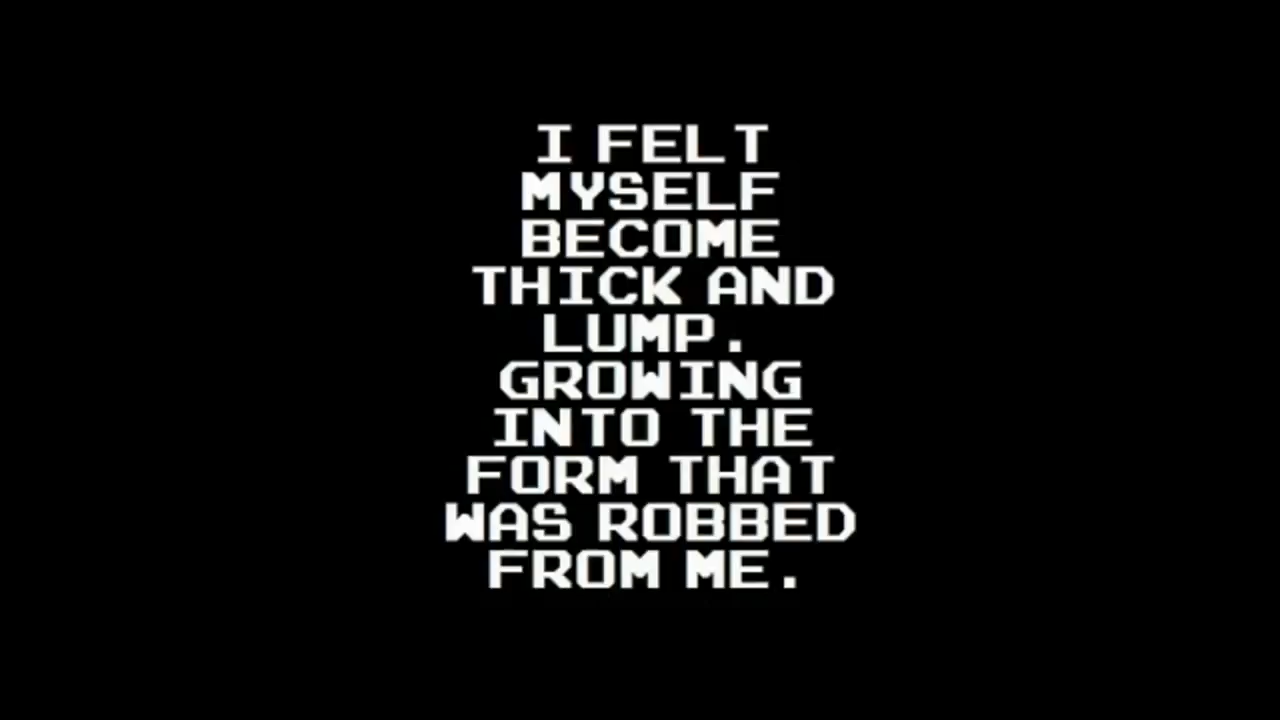 I FELT
MYSELF
BECOME
THICK AND
LUMP.
GROWING
INTO THE
FORM THAT
WAS ROBBED
FROM ME.